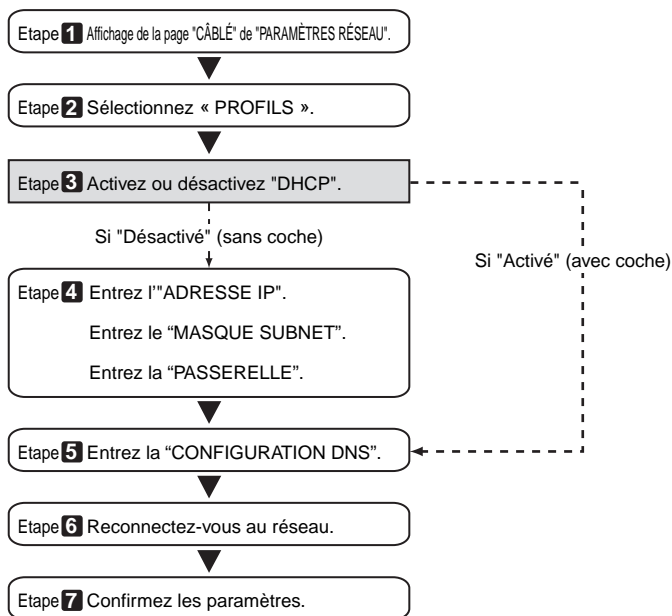 Etape 1 Affichage de la page "CÂBLÉ" de "PARAMÈTRES RÉSEAU".
Etape 2 Sélectionnez « PROFILS ».
Etape 3 Activez ou désactivez "DHCP".
Si "Désactivé" (sans coche)
Si "Activé" (avec coche)
Etape 4 Entrez l'"ADRESSE IP".
Entrez le “MASQUE SUBNET”.
Entrez la “PASSERELLE”.
Etape 5 Entrez la “CONFIGURATION DNS”.
Etape 6 Reconnectez-vous au réseau.
Etape 7 Confirmez les paramètres.